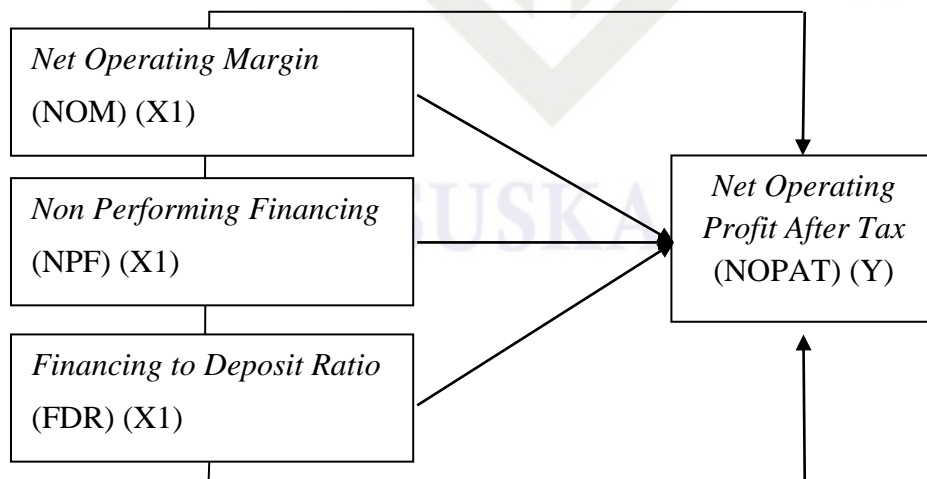 Net Operating Margin
(NOM) (X1)
Non Performing Financing
(NPF) (X1)
Financing to Deposit Ratio
(FDR) (X1)
SUSKA
Net Operating
Profit After Tax
(NOPAT) (Y)